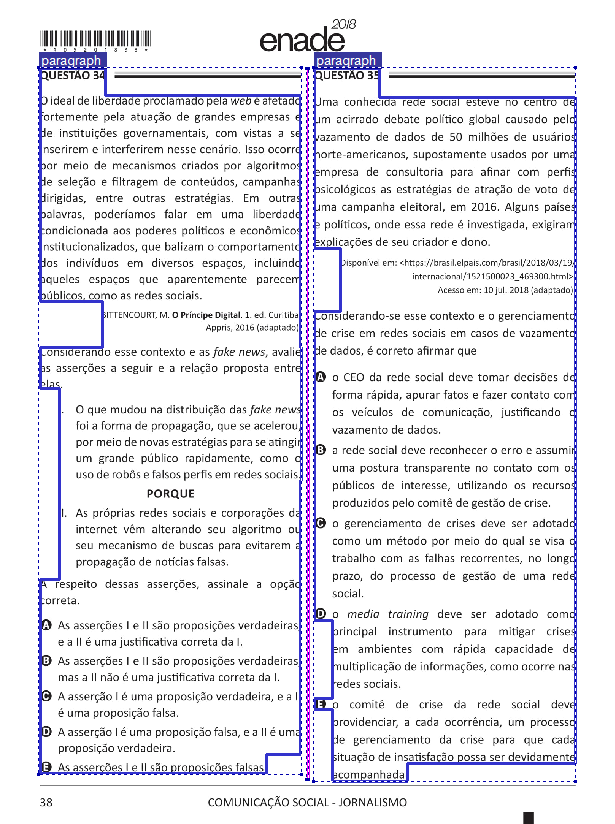 enade 2018
paragraph
QUESTÃO 34
O ideal de liberdade proclamado pela web é afetado
fortemente pela atuação de grandes empresas e
de instituições governamentais, com vistas a se
inserirem e interferirem nesse cenário. Isso ocorre
por meio de mecanismos criados por algoritmos
de seleção e filtragem de conteúdos, campanhas
dirigidas, entre outras estratégias. Em outras
palavras, poderíamos falar em uma liberdade
condicionada aos poderes políticos e econômicos
institucionalizados, que balizam o comportamento
dos indivíduos em diversos espaços, incluindo
aqueles espaços que aparentemente parecem
públicos, como as redes sociais.
BITTENCOURT, M. O Príncipe Digital. 1. ed. Curitiba
Appris, 2016 (adaptado)
Considerando esse contexto e as fake news, avalie
as asserções a seguir e a relação proposta entre
elas.
I. O que mudou na distribuição das fake news
foi a forma de propagação, que se acelerou,
por meio de novas estratégias para se atingir
um grande público rapidamente, como o
uso de robôs e falsos perfis em redes sociais.
PORQUE
II. As próprias redes sociais e corporações da
internet vêm alterando seu algoritmo ou
seu mecanismo de buscas para evitarem a
propagação de notícias falsas.
A respeito dessas asserções, assinale a opção
correta.
A As asserções I e II são proposições verdadeiras,
e a II é uma justificativa correta da I.
B As asserções I e II são proposições verdadeiras,
mas a II não é uma justificativa correta da I.
C A asserção I é uma proposição verdadeira, e a II
é uma proposição falsa.
D A asserção I é uma proposição falsa, e a II é uma
proposição verdadeira.
E As asserções I e II são proposições falsas.
paragraph
QUESTÃO 35
Uma conhecida rede social esteve no centro de
um acirrado debate político global causado pelo
vazamento de dados de 50 milhões de usuários
norte-americanos, supostamente usados por uma
empresa de consultoria para afinar com perfis
psicológicos as estratégias de atração de voto de
uma campanha eleitoral, em 2016. Alguns países
e políticos, onde essa rede é investigada, exigiram
explicações de seu criador e dono.
Disponível em: <https://brasil.elpais.com/brasil/2018/03/19/
internacional/1521500023_469300.html>
Acesso em: 10 jul. 2018 (adaptado)
Considerando-se esse contexto e o gerenciamento
de crise em redes sociais em casos de vazamento
de dados, é correto afirmar que
A o CEO da rede social deve tomar decisões de
forma rápida, apurar fatos e fazer contato com
os veículos de comunicação, justificando o
vazamento de dados.
B a rede social deve reconhecer o erro e assumir
uma postura transparente no contato com os
públicos de interesse, utilizando os recursos
produzidos pelo comitê de gestão de crise.
C o gerenciamento de crises deve ser adotado
como um método por meio do qual se visa o
trabalho com as falhas recorrentes, no longo
prazo, do processo de gestão de uma rede
social.
D o media training deve ser adotado como
principal instrumento para mitigar crises
em ambientes com rápida capacidade de
multiplicação de informações, como ocorre nas
redes sociais.
E o comitê de crise da rede social deve
providenciar, a cada ocorrência, um processo
de gerenciamento da crise para que cada
situação de insatisfação possa ser devidamente
acompanhada.
38
COMUNICAÇÃO SOCIAL - JORNALISMO